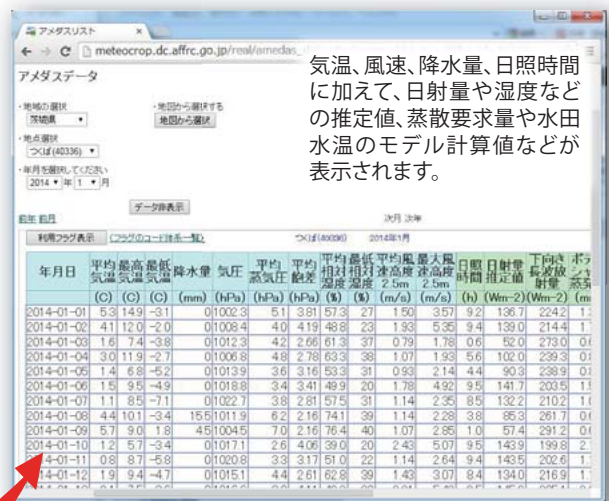 アメダスリスト ×
meteocrop.dc.affrc.go.jp/real/amedas_
気温、風速、降水量、日照時間
に加えて、日射量や湿度など
の推定値、蒸散要求量や水田
水温のモデル計算値などが
表示されます。
アメダスデータ
・地域の選択 ・地図から選択する
茨城県 地図から選択
・地点選択
つくば(40336)
・年月を選択してください
2014 年 1 月
データ非表示
前年 前月 次月 次年
利用フラグ表示 (フラグのコード体系一覧) つくば(40336) 2014年1月
年月日 平均気温 最高気温 最低気温 降水量 気圧 平均蒸気圧 平均飽差 平均相対湿度 最低相対湿度 平均風速高度2.5m 最大風速高度2.5m 日照時間 日射量推定値 下向き長波放射量
(C) (C) (C) (mm) (hPa) (hPa) (hPa) (%) (%) (m/s) (m/s) (h) (Wm-2) (Wm-2)
2014-01-01 5.3 14.9 -3.1 0 1002.3 5.1 3.81 57.3 27 1.50 3.57 9.2 136.7 224.2
2014-01-02 4.1 12.0 -2.0 0 1008.4 4.0 4.19 48.8 23 1.93 5.35 9.4 139.0 214.4
2014-01-03 1.6 7.4 -3.8 0 1012.3 4.2 2.66 61.3 37 0.79 1.78 0.6 52.0 273.0
2014-01-04 3.0 11.9 -2.7 0 1006.8 4.8 2.78 63.3 38 1.07 1.93 5.6 102.0 239.3
2014-01-05 1.4 6.8 -5.2 0 1013.9 3.6 3.16 53.3 31 0.93 2.14 4.4 90.3 238.9
2014-01-06 1.5 9.5 -4.9 0 1018.8 3.4 3.41 49.9 20 1.78 4.92 9.5 141.7 203.5
2014-01-07 1.1 8.5 -7.1 0 1022.7 3.8 2.81 57.5 31 1.14 2.35 8.5 132.2 210.2
2014-01-08 4.4 10.1 -3.4 15.5 1011.9 6.2 2.16 74.1 39 1.14 2.28 3.8 85.3 261.7
2014-01-09 5.7 9.0 1.8 4.5 1004.5 7.0 2.16 76.4 40 1.07 2.85 1.0 57.4 291.2
2014-01-10 1.2 5.7 -3.4 0 1017.1 2.6 4.06 39.0 20 2.43 5.07 9.5 143.9 199.8
2014-01-11 0.8 8.7 -5.8 0 1020.8 3.3 3.17 51.0 22 1.14 2.64 9.4 143.5 202.6
2014-01-12 1.9 9.4 -4.7 0 1015.1 4.4 2.61 62.8 39 1.43 3.07 8.4 134.0 216.9